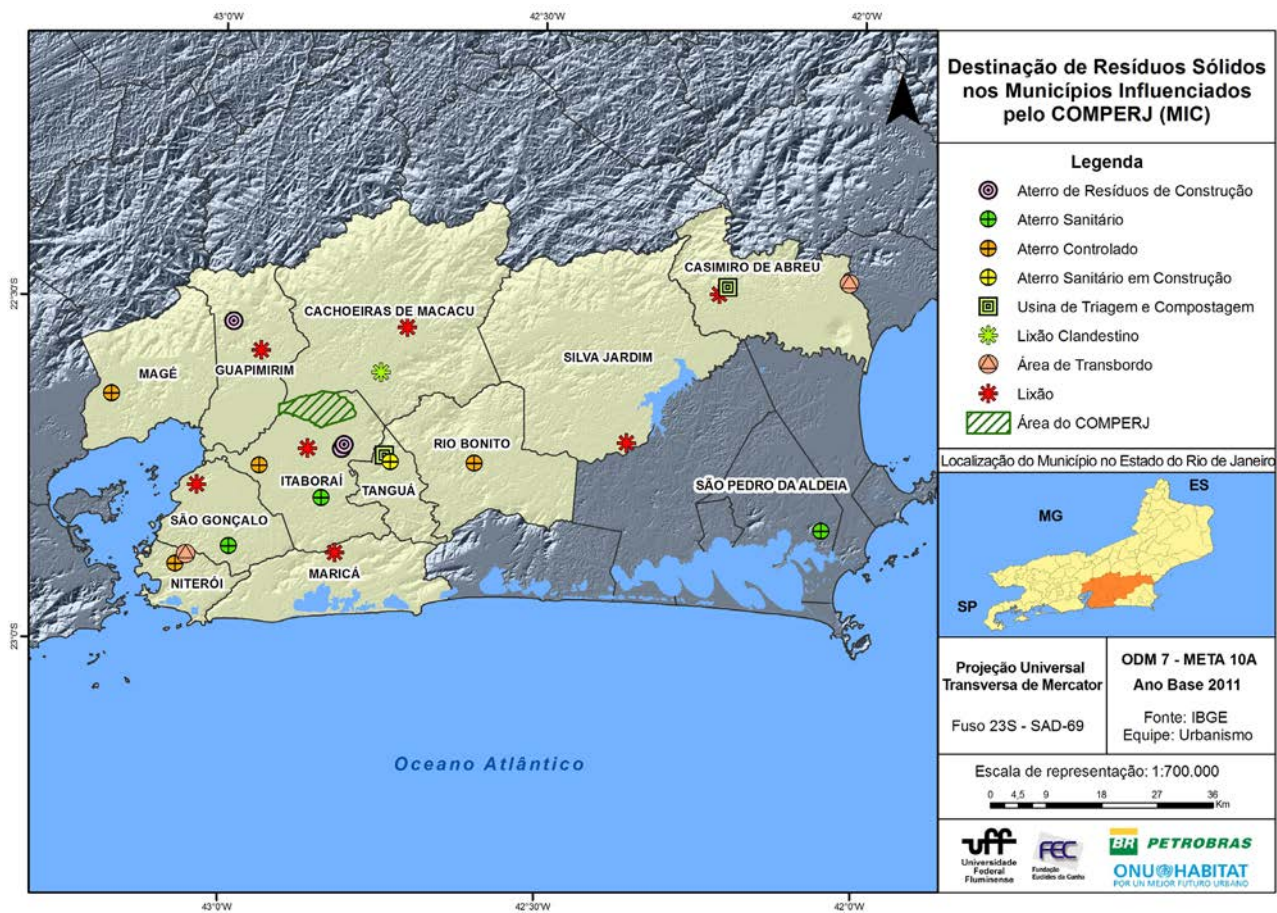 43°0'W
42°30'W
42°0'W
22°30'S
23°0'S
43°0'W
42°30'W
42°0'W
CASIMIRO DE ABREU
CACHOEIRAS DE MACACU
SILVA JARDIM
MAGÉ
GUAPIMIRIM
RIO BONITO
ITABORAÍ
TANGUÁ
SÃO PEDRO DA ALDEIA
SÃO GONÇALO
NITERÓI
MARICÁ
Oceano Atlântico
Destinação de Resíduos Sólidos
nos Municípios Influenciados
pelo COMPERJ (MIC)
Legenda
Aterro de Resíduos de Construção
Aterro Sanitário
Aterro Controlado
Aterro Sanitário em Construção
Usina de Triagem e Compostagem
Lixão Clandestino
Área de Transbordo
Lixão
Área do COMPERJ
Localização do Município no Estado do Rio de Janeiro
ES
MG
SP
Projeção Universal
Transversa de Mercator
Fuso 23S - SAD-69
ODM 7 - META 10A
Ano Base 2011
Fonte: IBGE
Equipe: Urbanismo
Escala de representação: 1:700.000
0 4,5 9 18 27 36
Km
uff
Universidade
Federal
Fluminense
FEC
Fundação
Euclides da Cunha
BR PETROBRAS
ONU HABITAT
POR UN MEJOR FUTURO URBANO